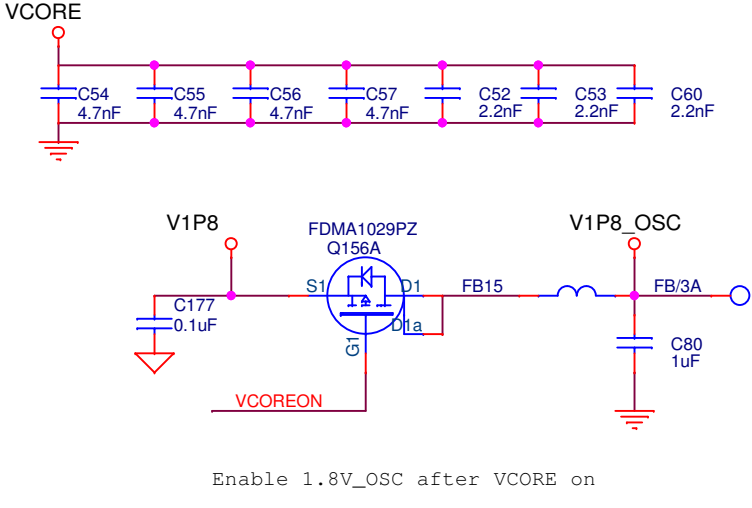 VCORE
C54 C55 C56 C57 C52 C53 C60
4.7nF 4.7nF 4.7nF 4.7nF 2.2nF 2.2nF 2.2nF
V1P8 FDMA1029PZ V1P8_OSC
Q156A
S1 D1 FB15 FB/3A
C177
0.1uF D1a
G1 C80
1uF
VCOREON
Enable 1.8V_OSC after VCORE on